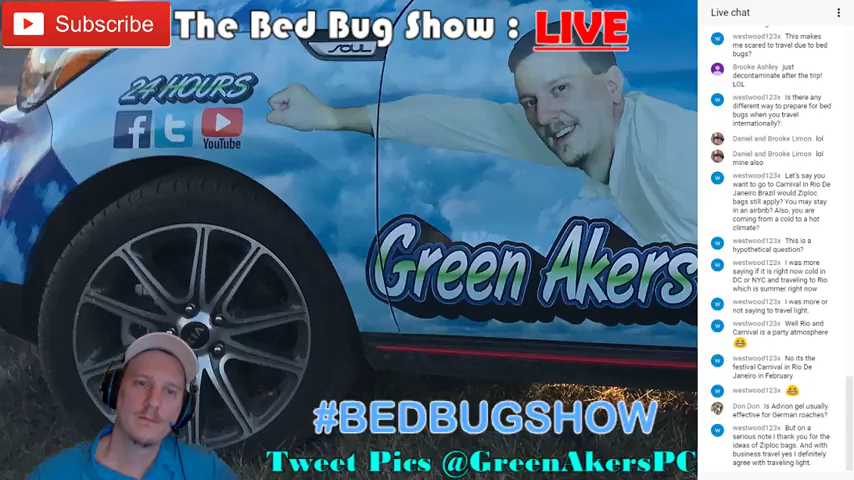 Subscribe
The Bed Bug Show : LIVE
SOUL
24 HOURS
YouTube
Green Akers
#BEDBUGSHOW
Tweet Pics @GreenAkersPC
Live chat
westwood123x This makes
me scared to travel due to bed
bugs?
Brooke Ashley just
decontaminate after the trip!
LOL
westwood123x Is there any
different way to prepare for bed
bugs when you travel
internationally?
Daniel and Brooke Limon lol
Daniel and Brooke Limon lol
mine also
westwood123x Let's say you
want to go to Carnival in Rio De
Janeiro Brazil would Ziploc
bags still apply? You may stay
in an airbnb? Also, you are
coming from a cold to a hot
climate?
westwood123x This is a
hypothetical question?
westwood123x I was more
saying if it is right now cold in
DC or NYC and traveling to Rio
which is summer right now
westwood123x I was more or
not saying to travel light.
westwood123x Well Rio and
Carnival is a party atmosphere
westwood123x No its the
festival Carnival in Rio De
Janeiro in February
westwood123x
Don Don Is Advion gel usually
effective for German roaches?
westwood123x But on a
serious note I thank you for the
ideas of Ziploc bags. And with
business travel yes I definitely
agree with traveling light.